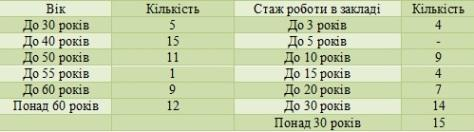 Вік Кількість Стаж роботи в закладі Кількість
До 30 років 5 До 3 років 4
До 40 років 15 До 5 років -
До 50 років 11 До 10 років 9
До 55 років 1 До 15 років 4
До 60 років 9 До 20 років 7
Понад 60 років 12 До 30 років 14
Понад 30 років 15